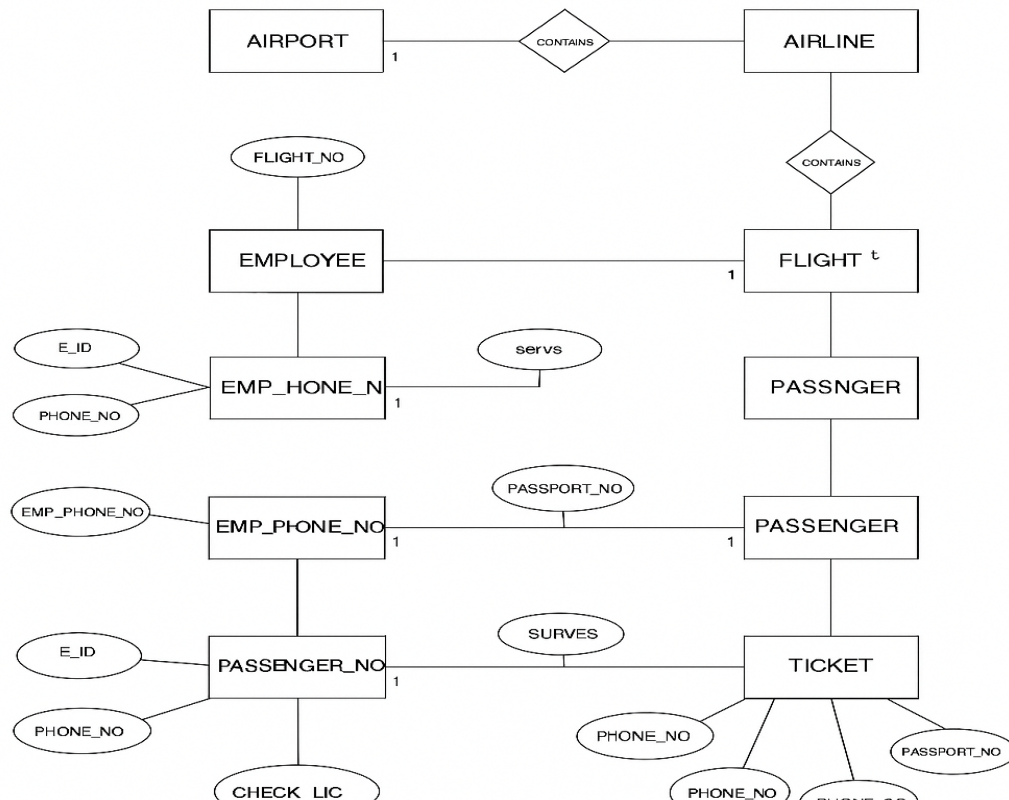 AIRPORT
1
CONTAINS
AIRLINE
CONTAINS
FLIGHT_NO
EMPLOYEE
1
FLIGHT t
E_ID
PHONE_NO
EMP_HONE_N
1
servs
PASSNGER
EMP_PHONE_NO
EMP_PHONE_NO
1
PASSPORT_NO
1
PASSENGER
E_ID
PHONE_NO
PASSENGER_NO
1
SURVES
TICKET
CHECK_LIC
PHONE_NO
PHONE_NO
PASSPORT_NO